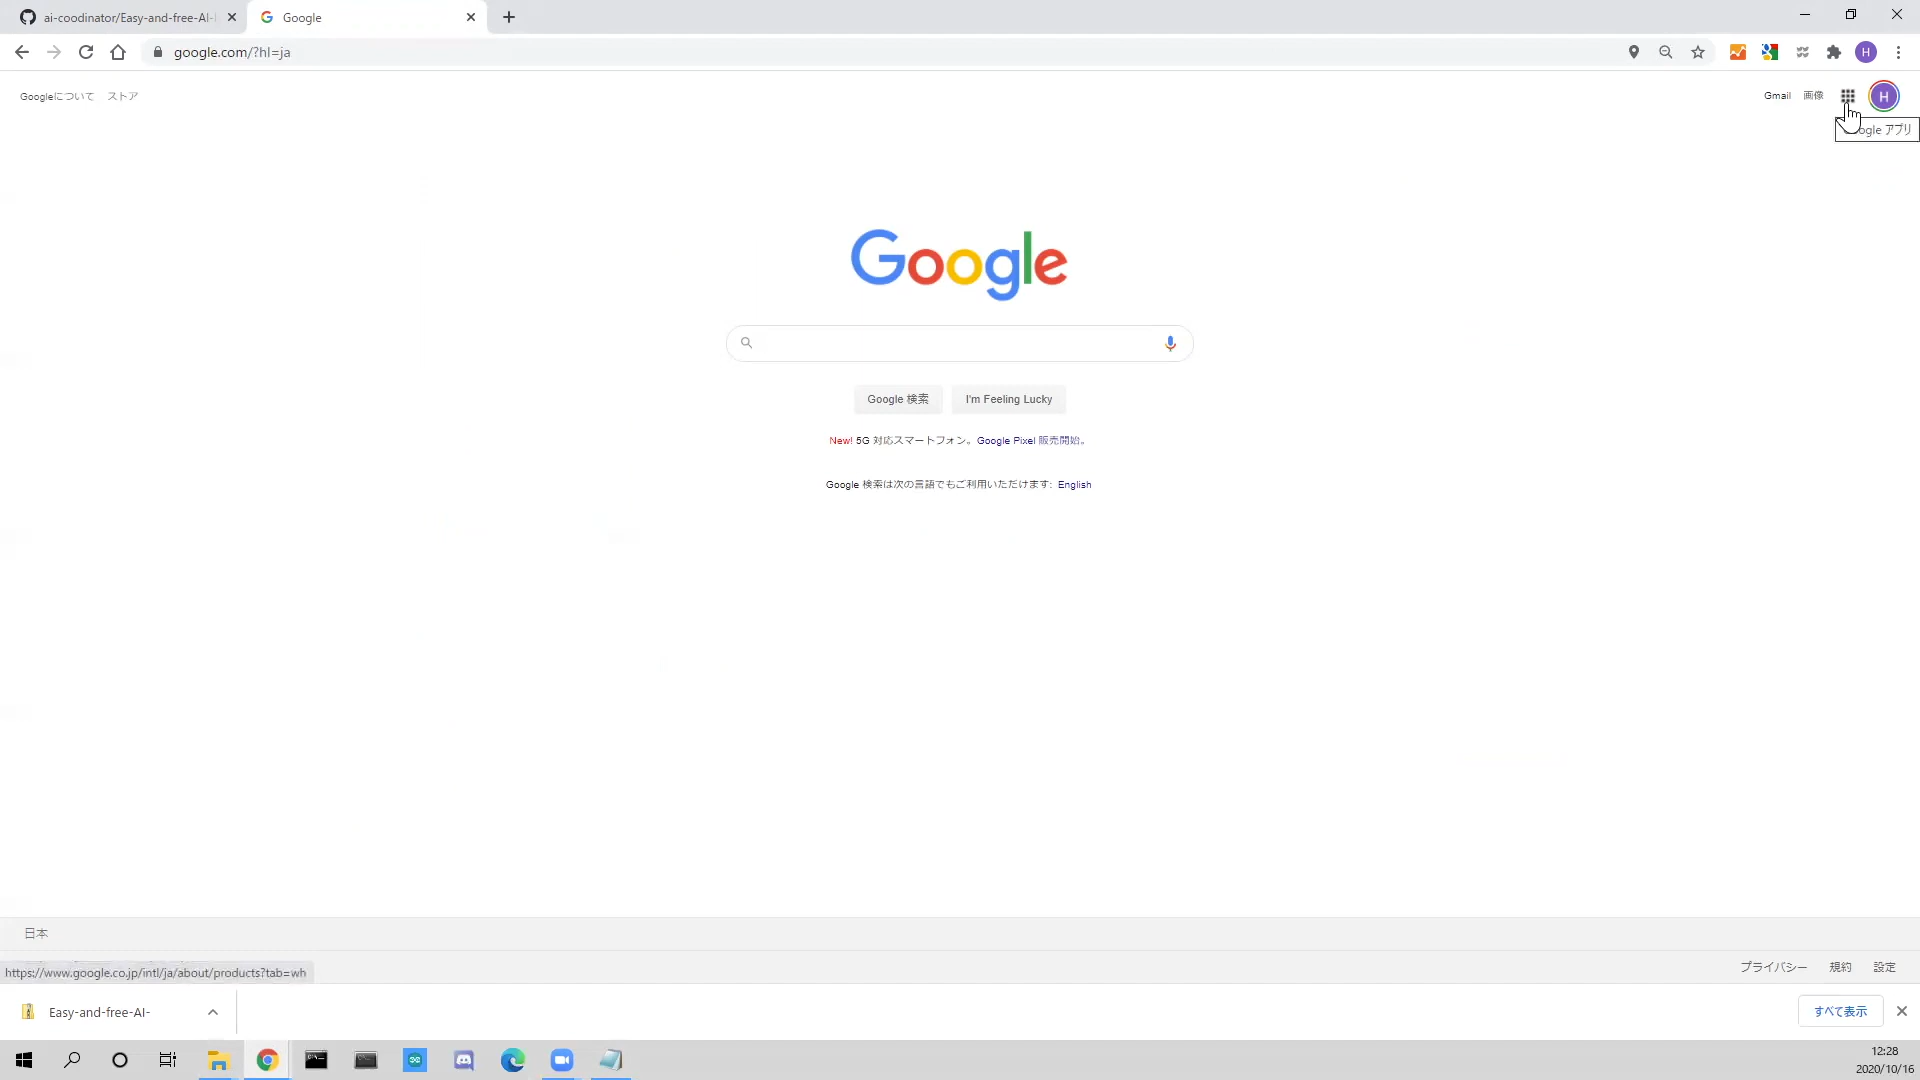 ai-coodinator/Easy-and-free-AI-
Google
google.com/?hl=ja
H
Googleについて ストア
Gmail 画像
H
ogle アプリ
Google
Google 検索 I'm Feeling Lucky
New! 5G 対応スマートフォン。Google Pixel 販売開始。
Google 検索は次の言語でもご利用いただけます: English
日本
https://www.google.co.jp/intl/ja/about/products?tab=wh
プライバシー 規約 設定
Easy-and-free-AI-
すべて表示
12:28
2020/10/16